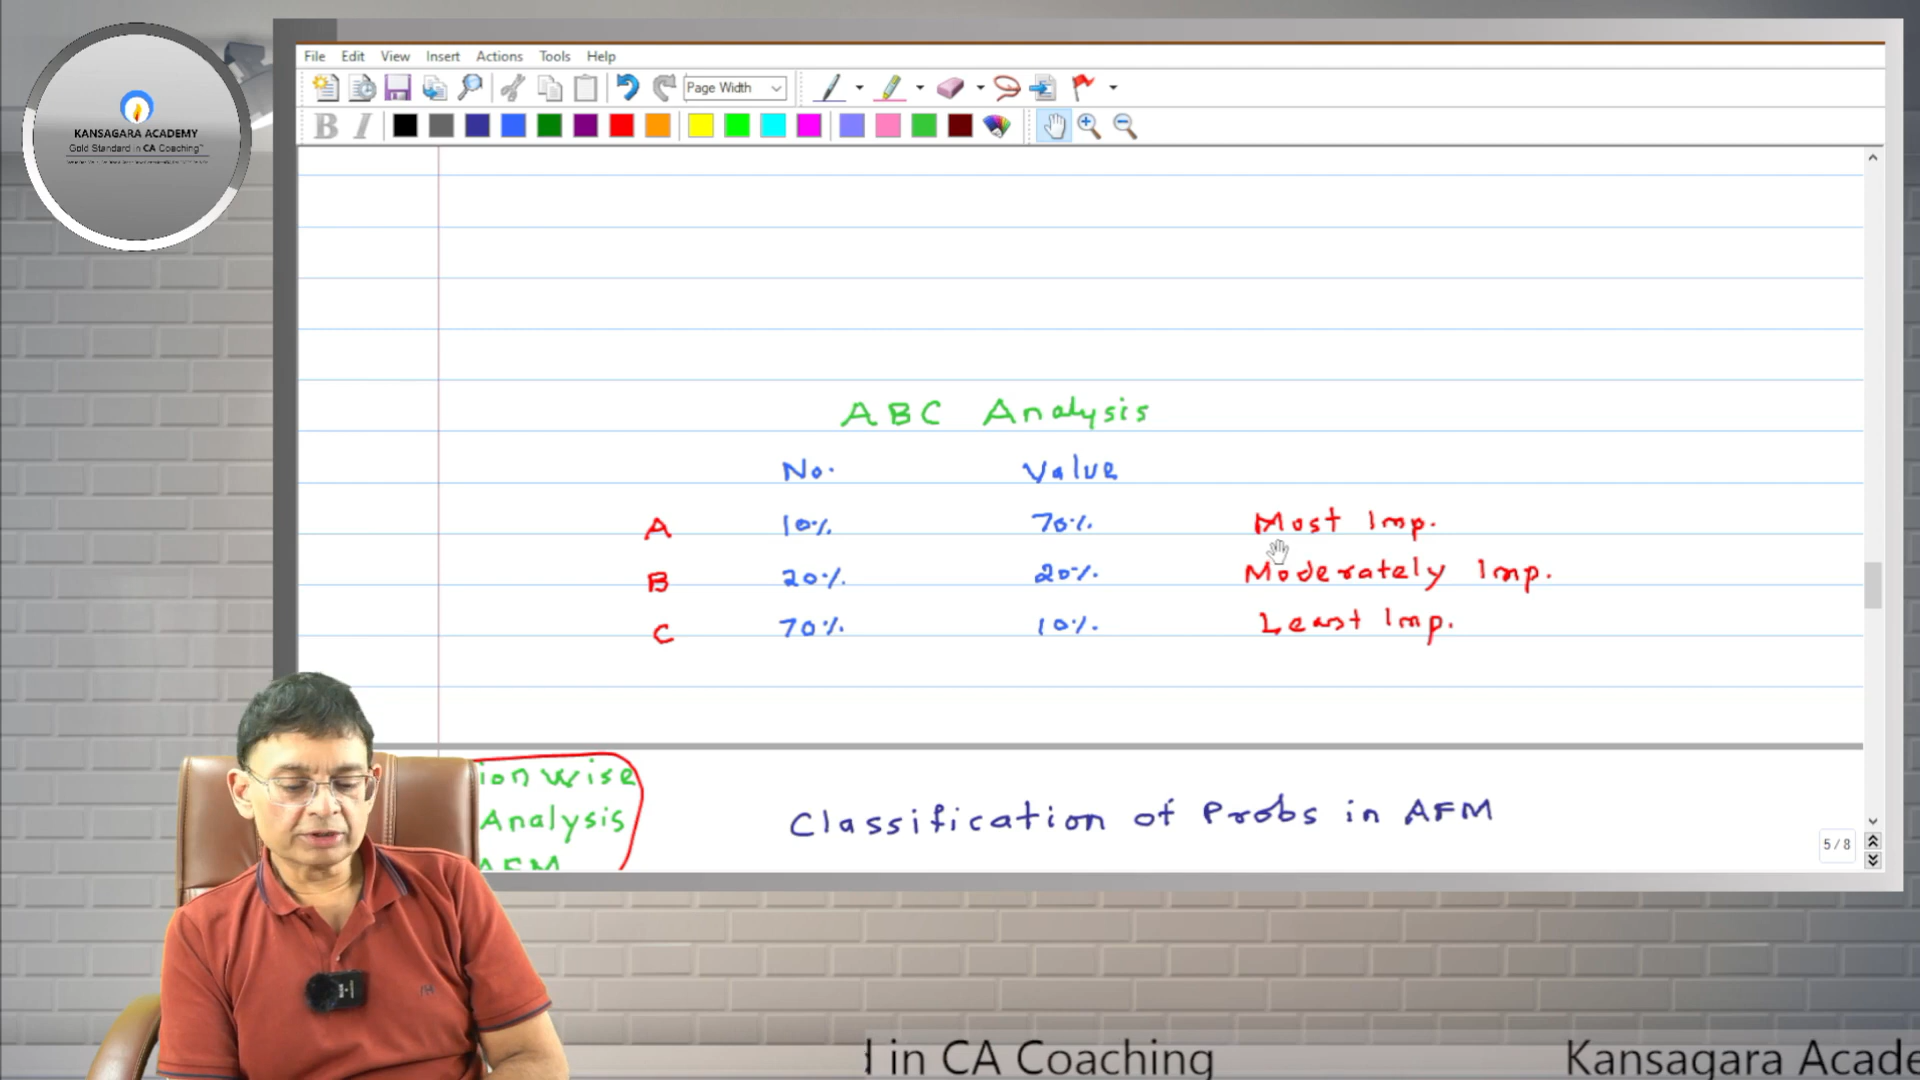 KANSAGARA ACADEMY
Gold Standard in CA Coaching™
File Edit View Insert Actions Tools Help
Page Width
B I
ABC Analysis
No. Value
A 10% 70% Most Imp.
B 20% 20% Moderately Imp.
C 70% 10% Least Imp.
ion wise
Analysis
AFM
Classification of Probs in AFM
5 / 8
in CA Coaching
Kansagara Acade